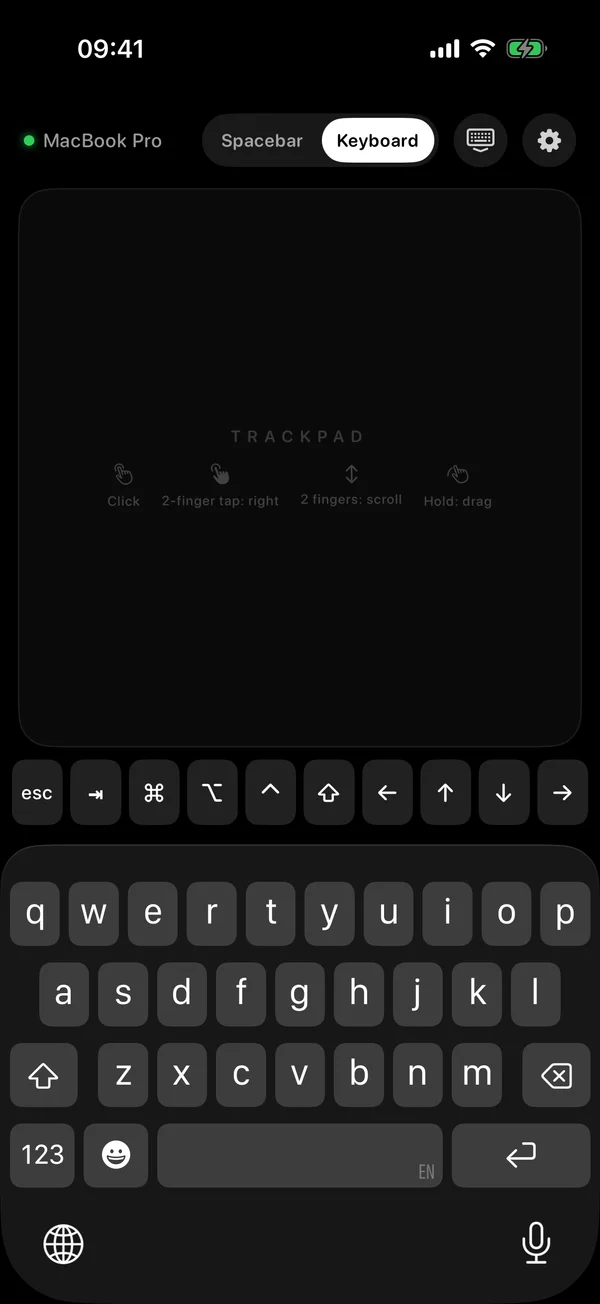 09:41
MacBook Pro Spacebar Keyboard
TRACKPAD
Click 2-finger tap: right 2 fingers: scroll Hold: drag
esc ⇥ ⌘ ⌥ ^ ⇧ ← ↑ ↓ →
q w e r t y u i o p
a s d f g h j k l
z x c v b n m
123 EN